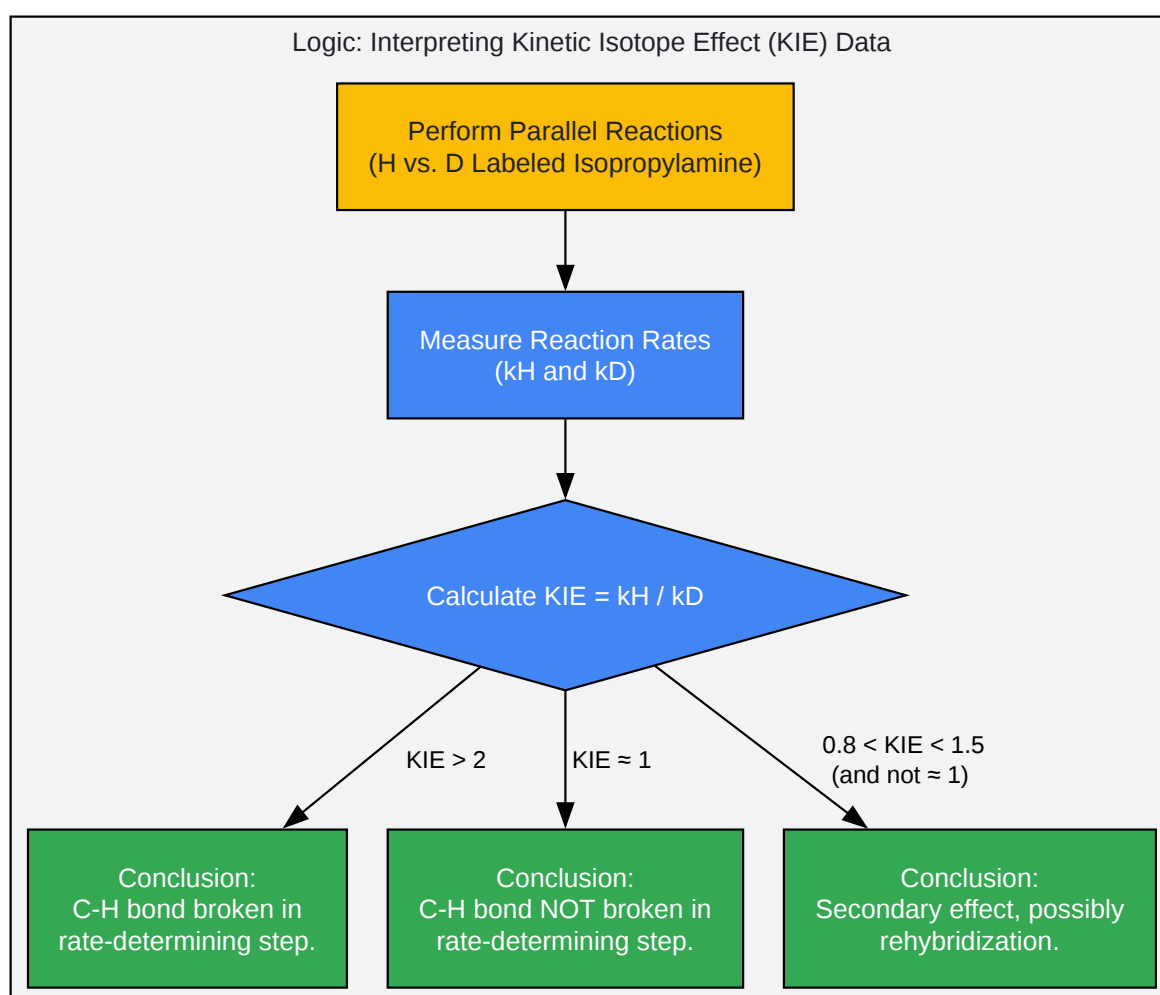 Logic: Interpreting Kinetic Isotope Effect (KIE) Data
Perform Parallel Reactions
(H vs. D Labeled Isopropylamine)
Measure Reaction Rates
(kH and kD)
Calculate KIE = kH / kD
KIE > 2
KIE ≈ 1
0.8 < KIE < 1.5
(and not ≈ 1)
Conclusion:
C-H bond broken in
rate-determining step.
Conclusion:
C-H bond NOT broken in
rate-determining step.
Conclusion:
Secondary effect, possibly
rehybridization.